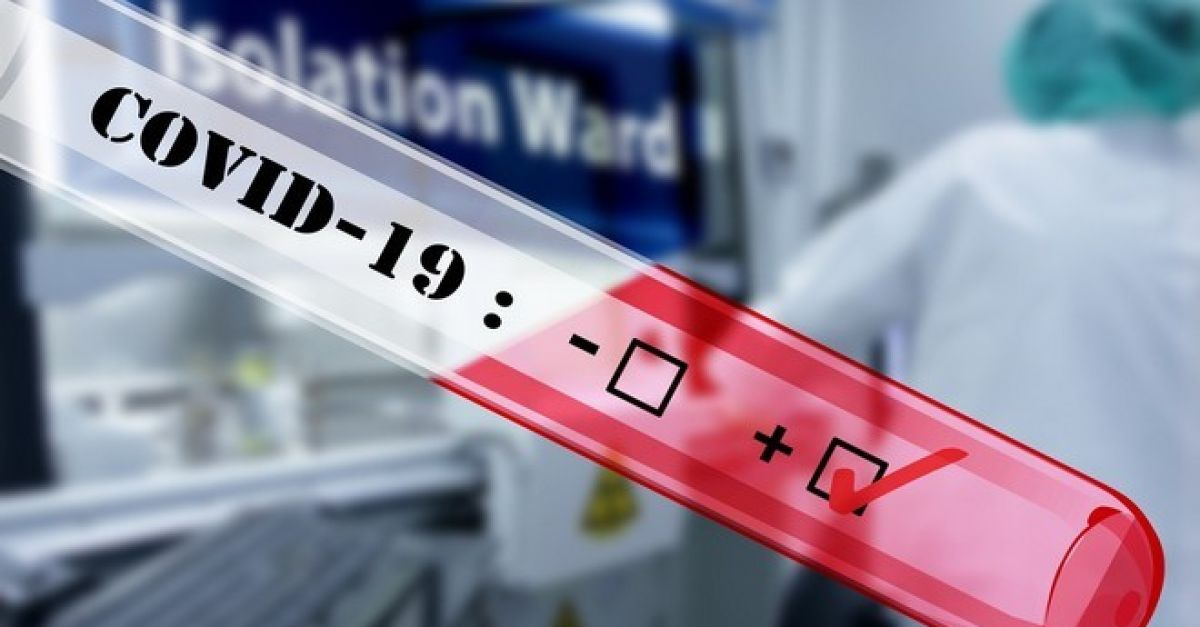 Isolation Ward
COVID-19 : - ☐ + ☑